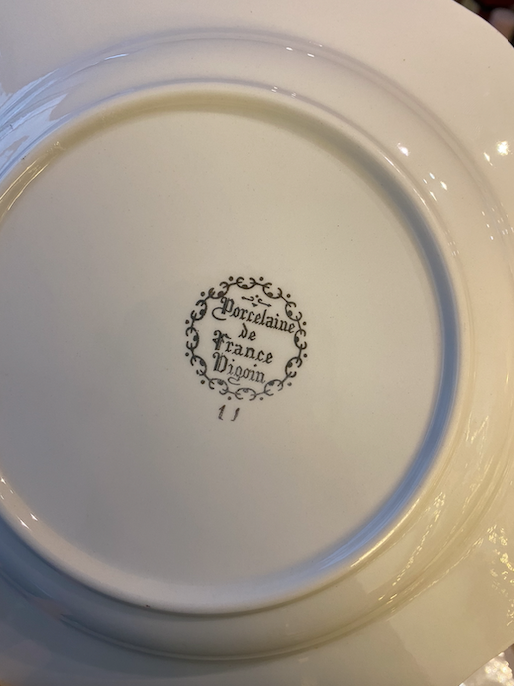 Porcelaine
de
France
Digoin
11